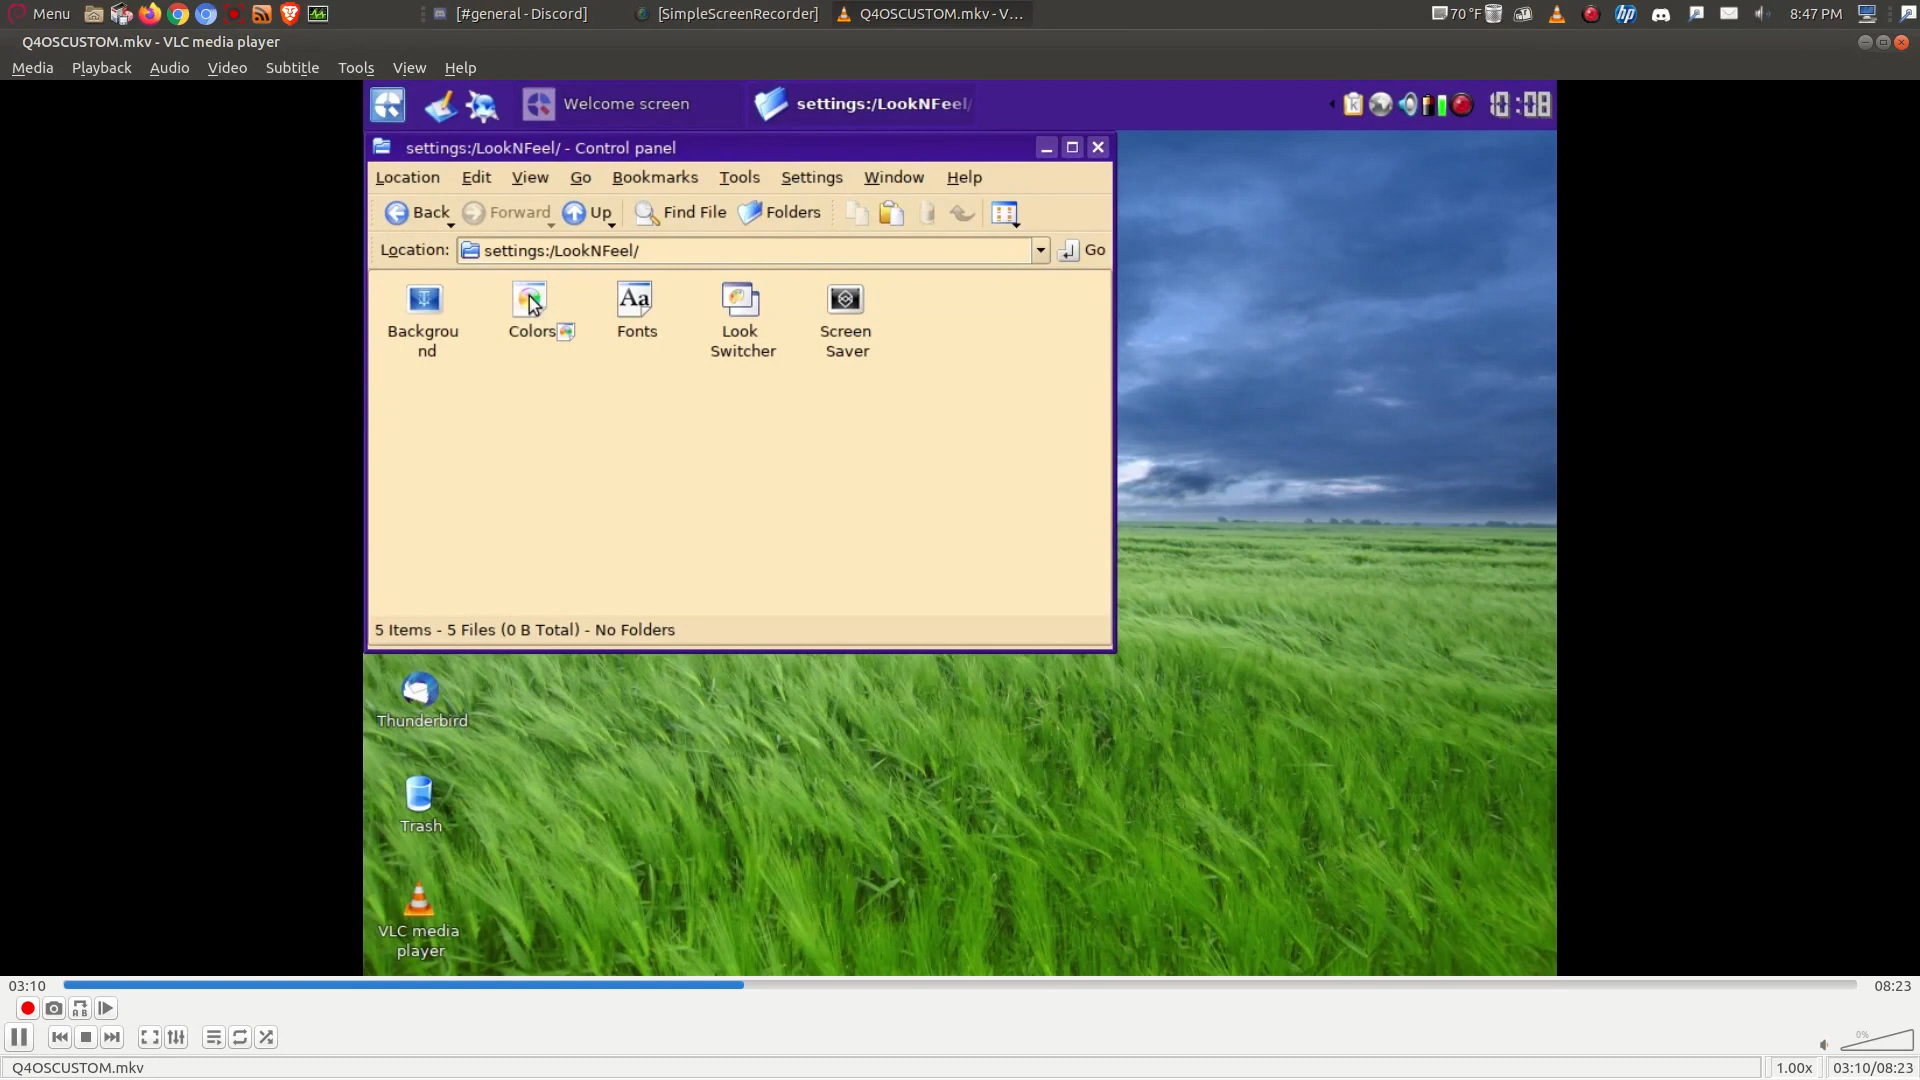 Menu [#general - Discord] [SimpleScreenRecorder] Q4OSCUSTOM.mkv - V... 70 °F 8:47 PM
Q4OSCUSTOM.mkv - VLC media player
Media Playback Audio Video Subtitle Tools View Help
Welcome screen settings:/LookNFeel/
settings:/LookNFeel/ - Control panel
Location Edit View Go Bookmarks Tools Settings Window Help
Back Forward Up Find File Folders
Location: settings:/LookNFeel/ Go
Aa
Backgrou
nd
Colors
Fonts
Look
Switcher
Screen
Saver
5 Items - 5 Files (0 B Total) - No Folders
Thunderbird
Trash
VLC media
player
03:10 08:23
0%
Q4OSCUSTOM.mkv 1.00x 03:10/08:23